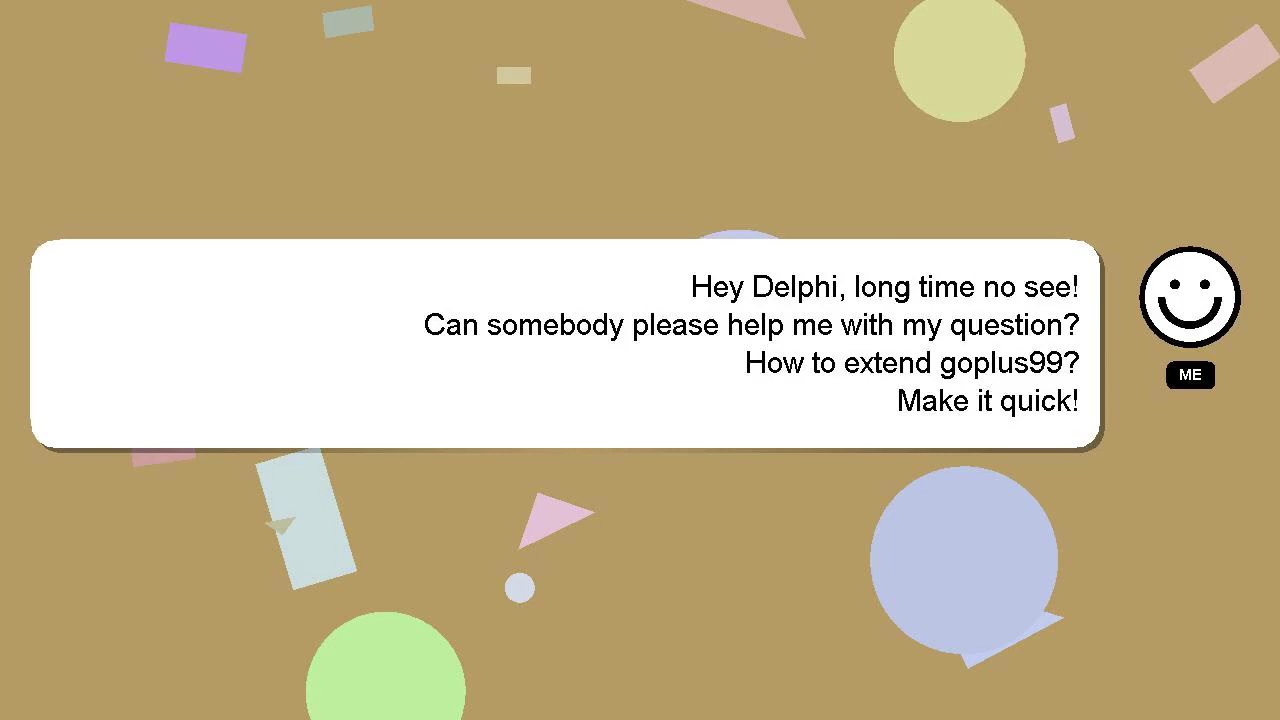 Hey Delphi, long time no see!
Can somebody please help me with my question?
How to extend goplus99?
Make it quick!
ME